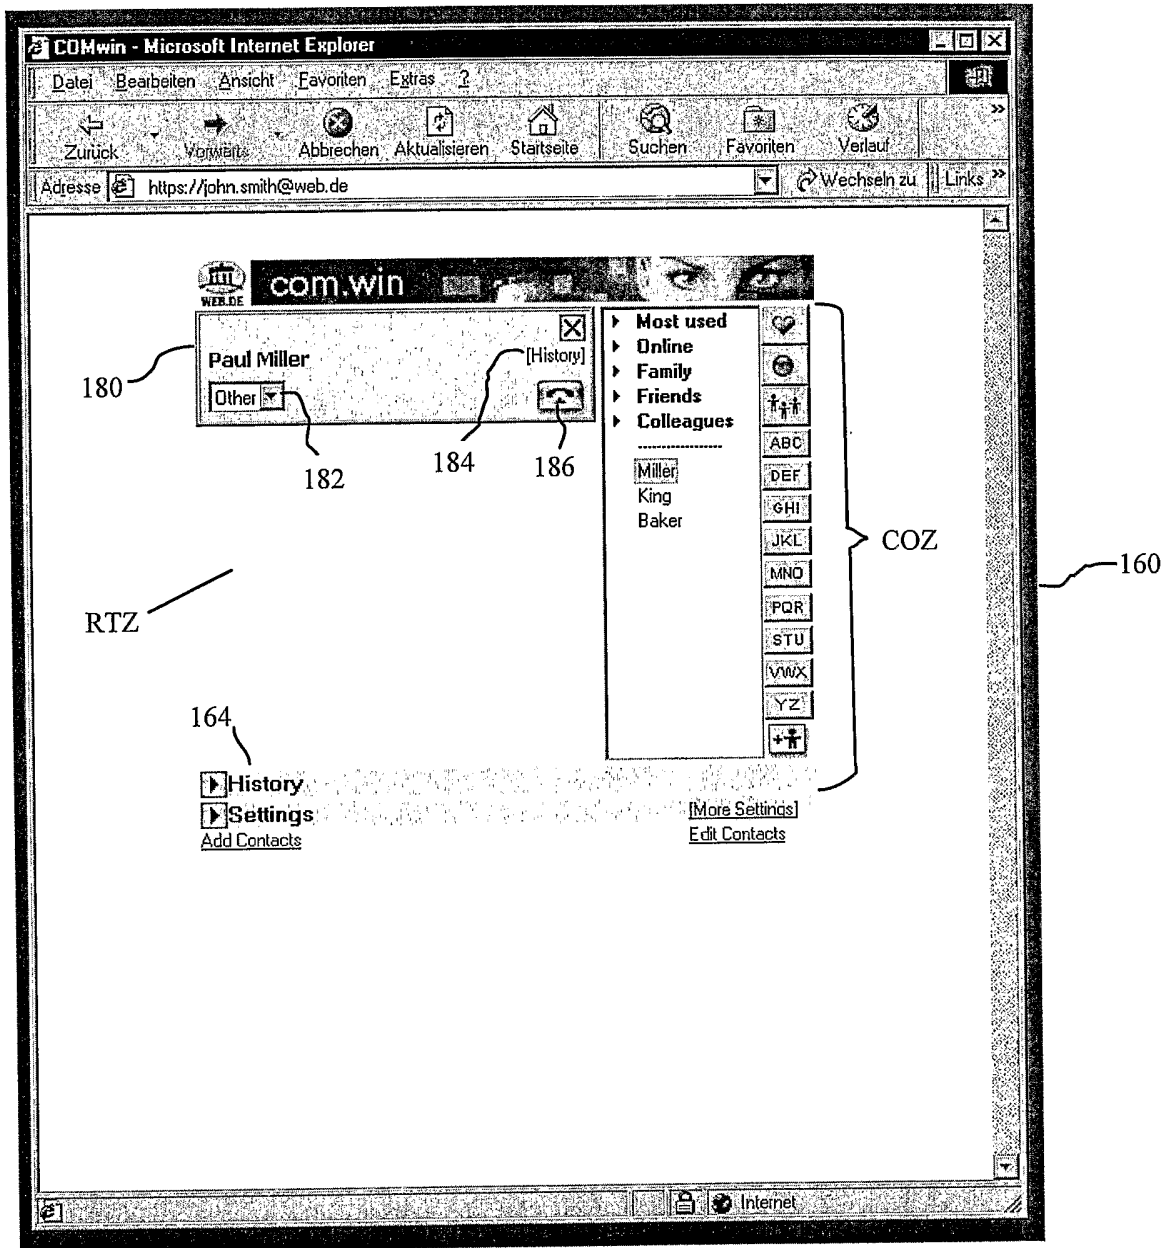 COMwin - Microsoft Internet Explorer
Datei Bearbeiten Ansicht Favoriten Extras ?
Zurück Vorwärts Abbrechen Aktualisieren Startseite Suchen Favoriten Verlauf »
Adresse https://john.smith@web.de Wechseln zu Links »
WEB.DE com.win
Paul Miller
[History]
Other
180
182
184
186
Most used
Online
Family
Friends
Colleagues
--------------------
Miller
King
Baker
ABC
DEF
GHI
JKL
MNO
PQR
STU
VWX
YZ
+
COZ
160
RTZ
164
History
Settings
[More Settings]
Add Contacts
Edit Contacts
Internet